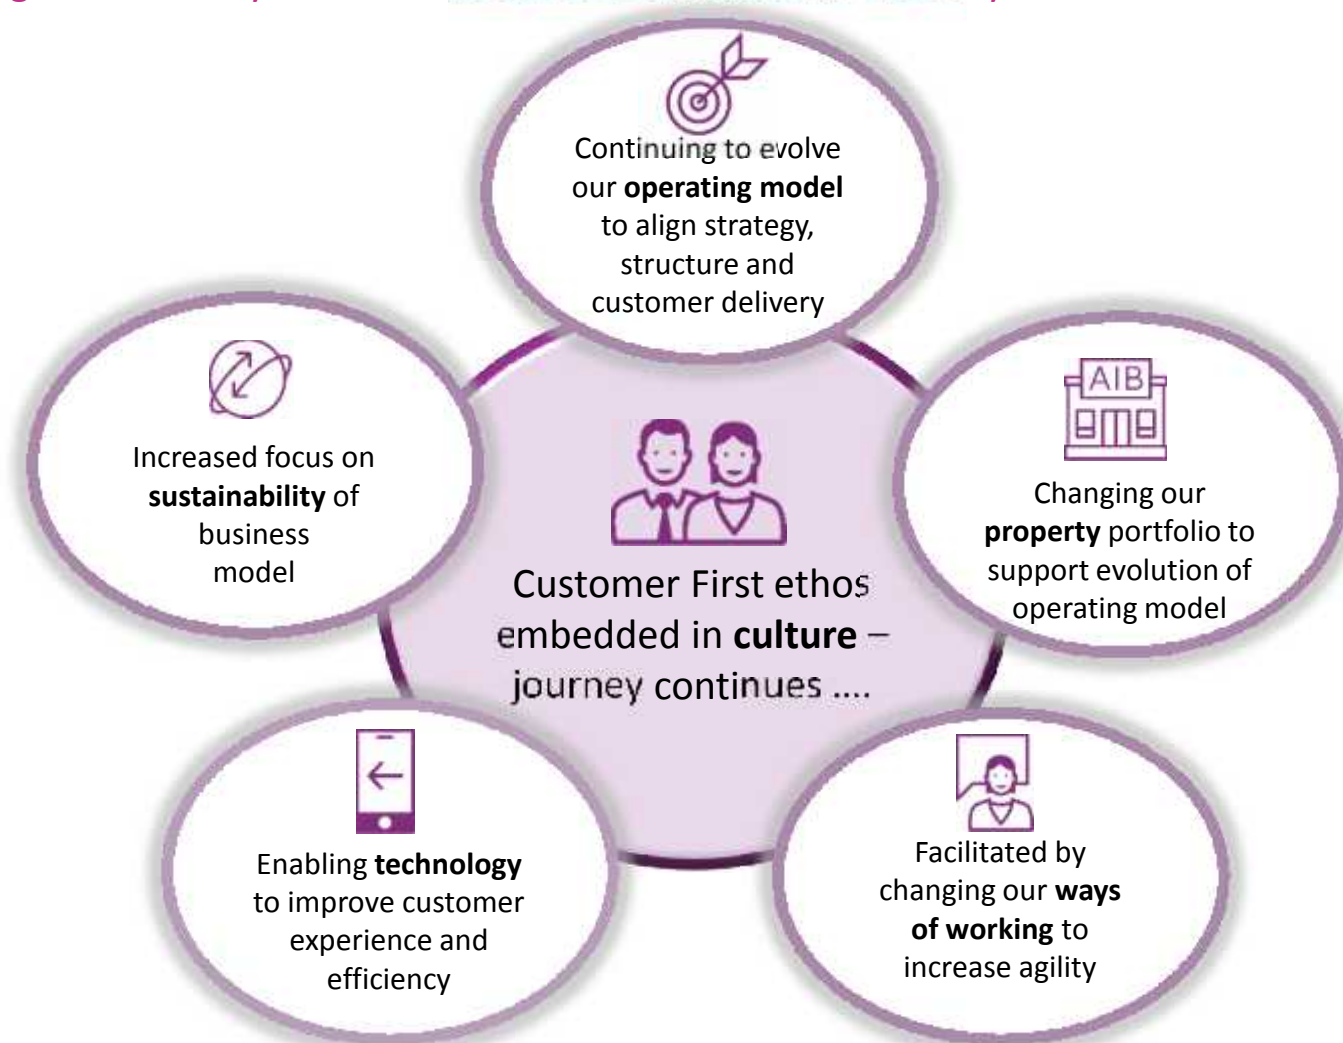 Continuing to evolve
our operating model
to align strategy,
structure and
customer delivery
AIB
Changing our
property portfolio to
support evolution of
operating model
Increased focus on
sustainability of
business
model
Customer First ethos
embedded in culture –
journey continues ....
Enabling technology
to improve customer
experience and
efficiency
Facilitated by
changing our ways
of working to
increase agility